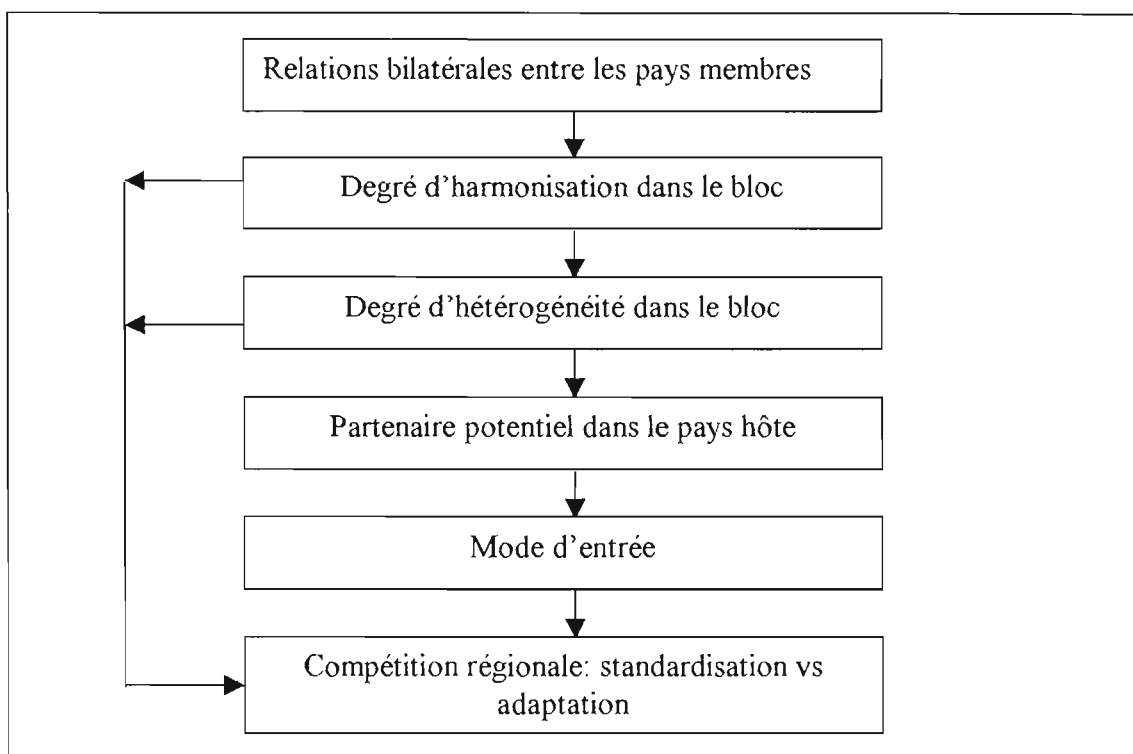 Relations bilatérales entre les pays membres
Degré d'harmonisation dans le bloc
Degré d'hétérogénéité dans le bloc
Partenaire potentiel dans le pays hôte
Mode d'entrée
Compétition régionale: standardisation vs
adaptation